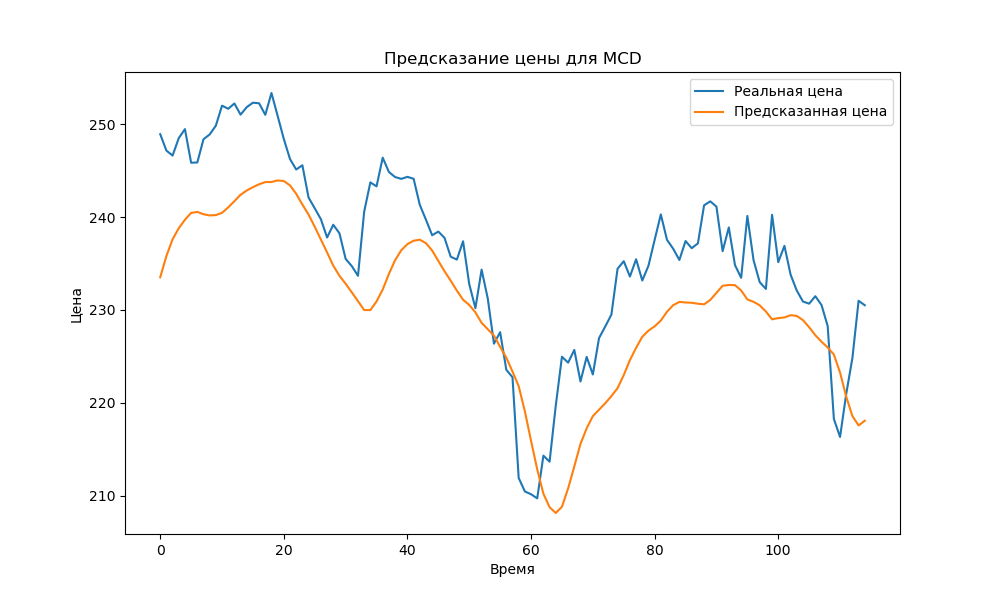 Предсказание цены для MCD
Реальная цена
Предсказанная цена
Цена
250
240
230
220
210
0 20 40 60 80 100
Время